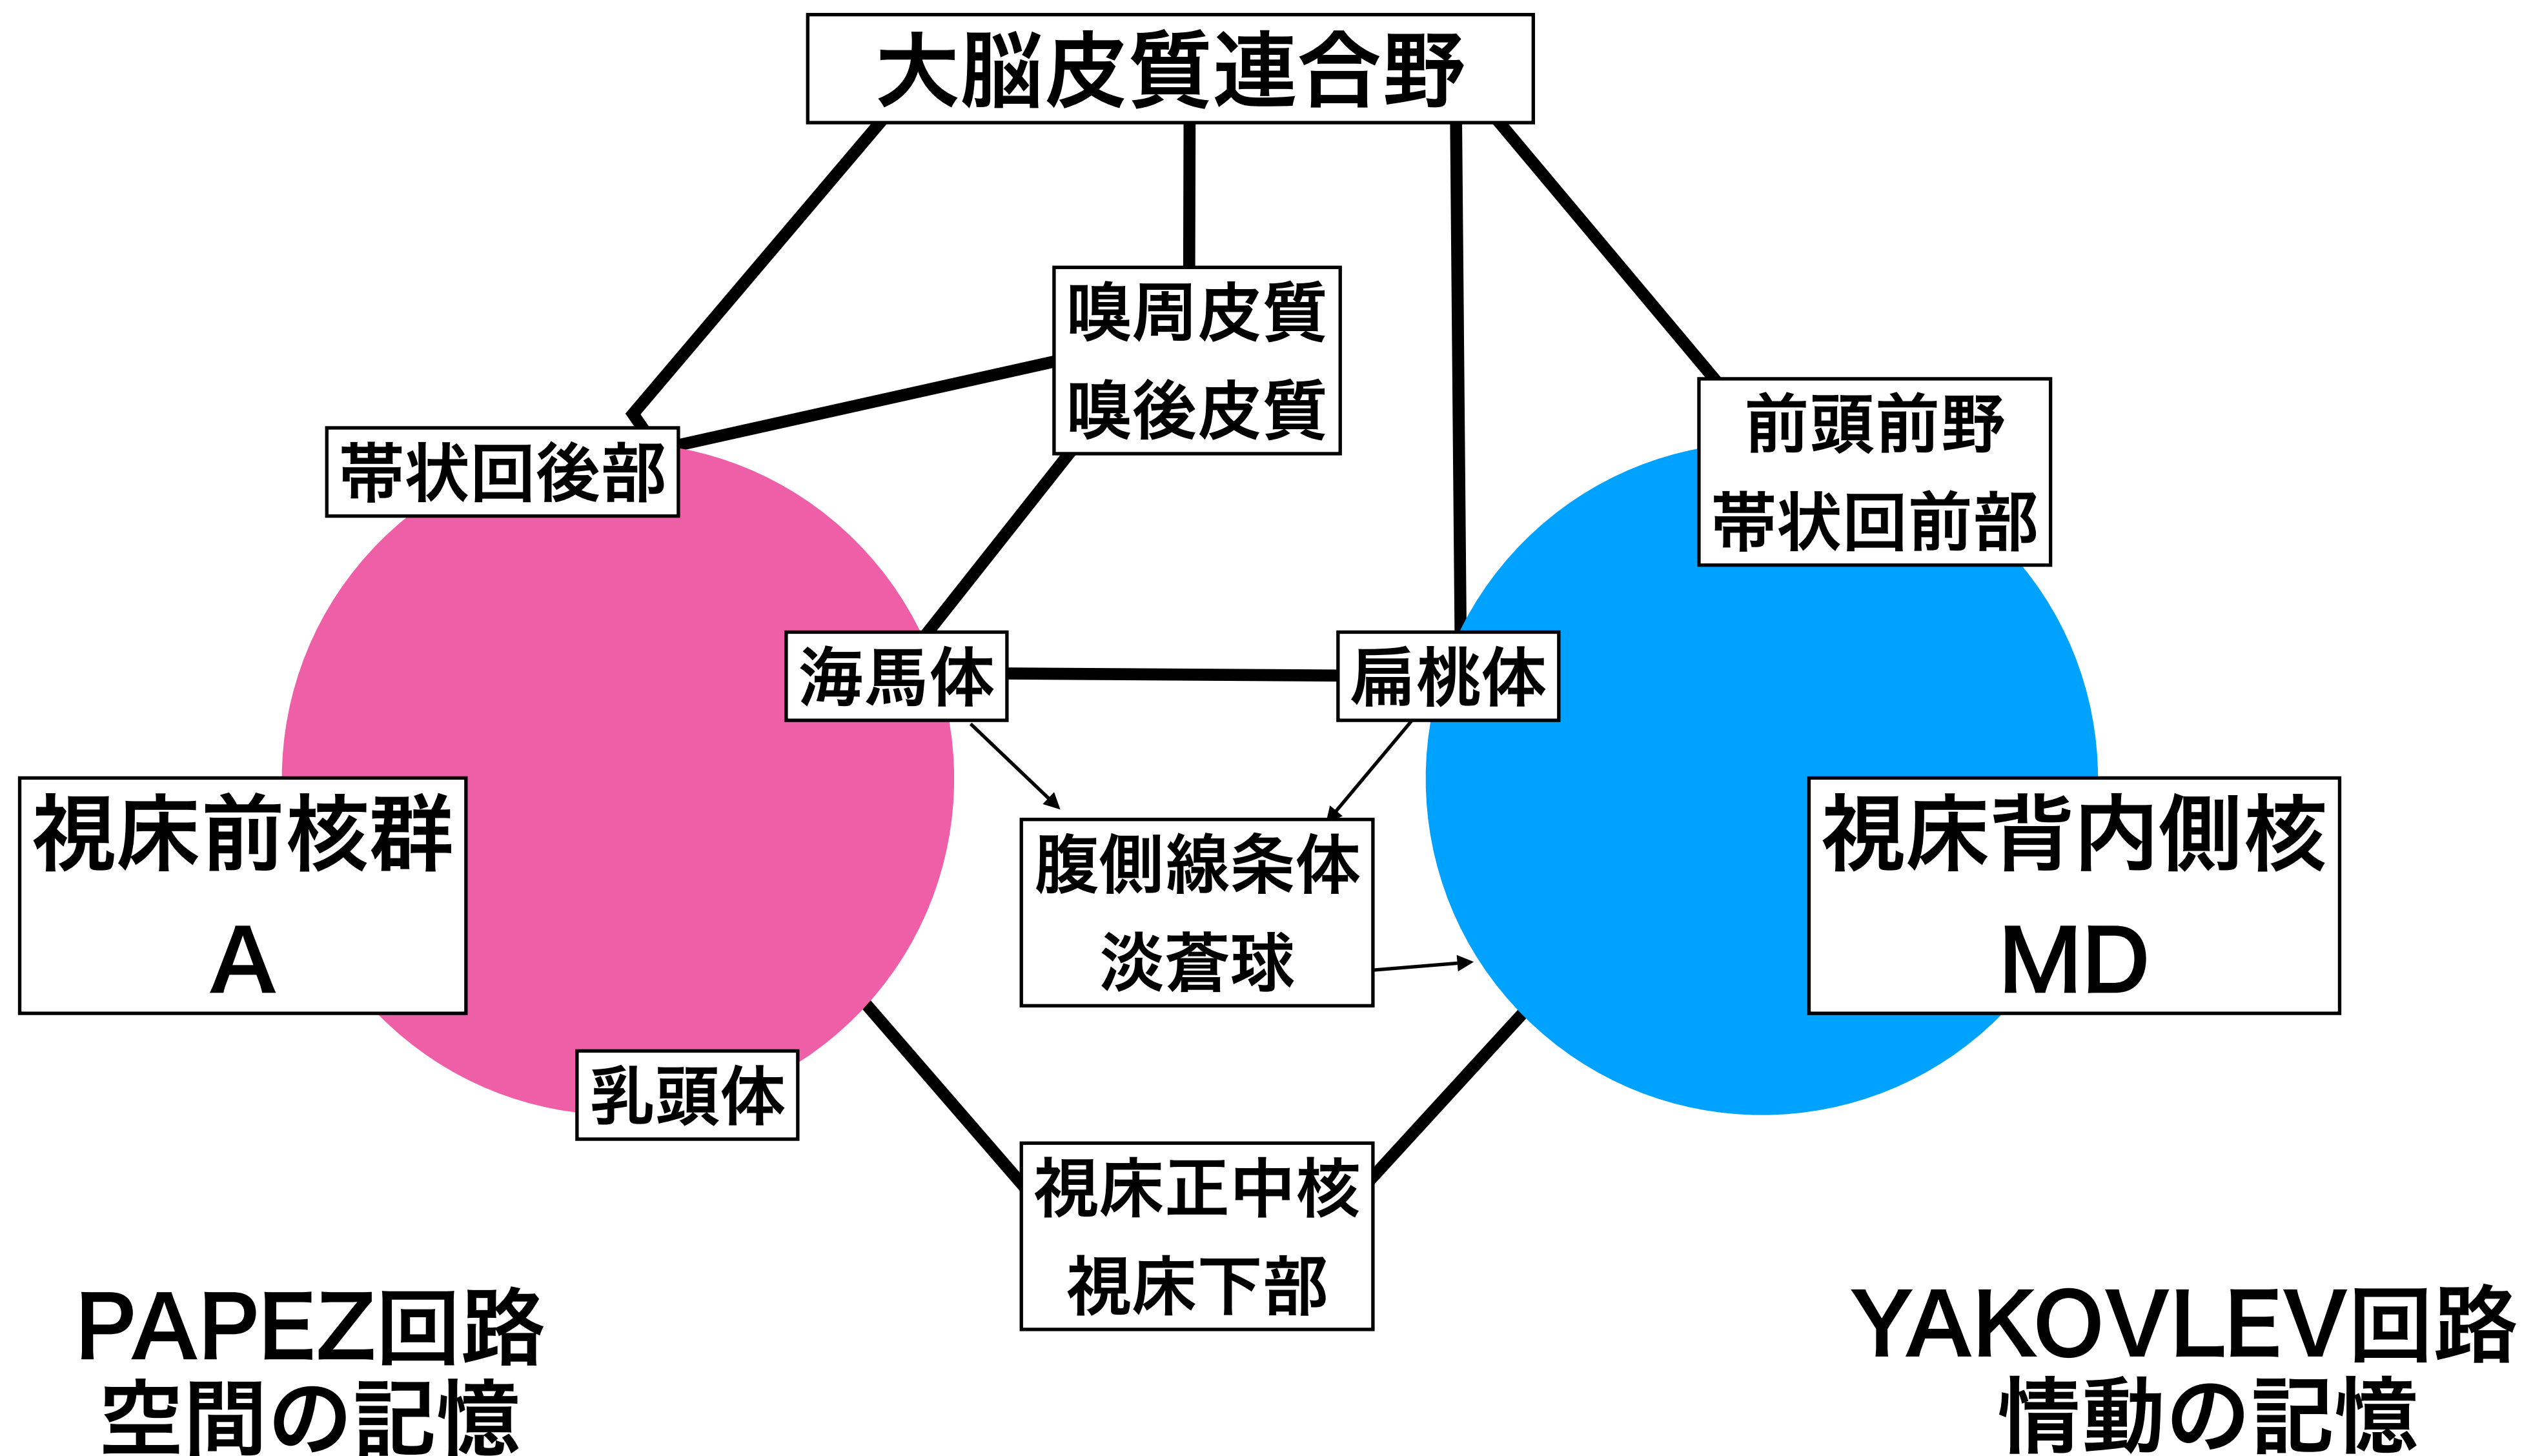 大脳皮質連合野
嗅周皮質
嗅後皮質
前頭前野
帯状回前部
帯状回後部
海馬体
扁桃体
視床前核群
A
腹側線条体
淡蒼球
視床背内側核
MD
乳頭体
視床正中核
視床下部
PAPEZ回路
空間の記憶
YAKOVLEV回路
情動の記憶